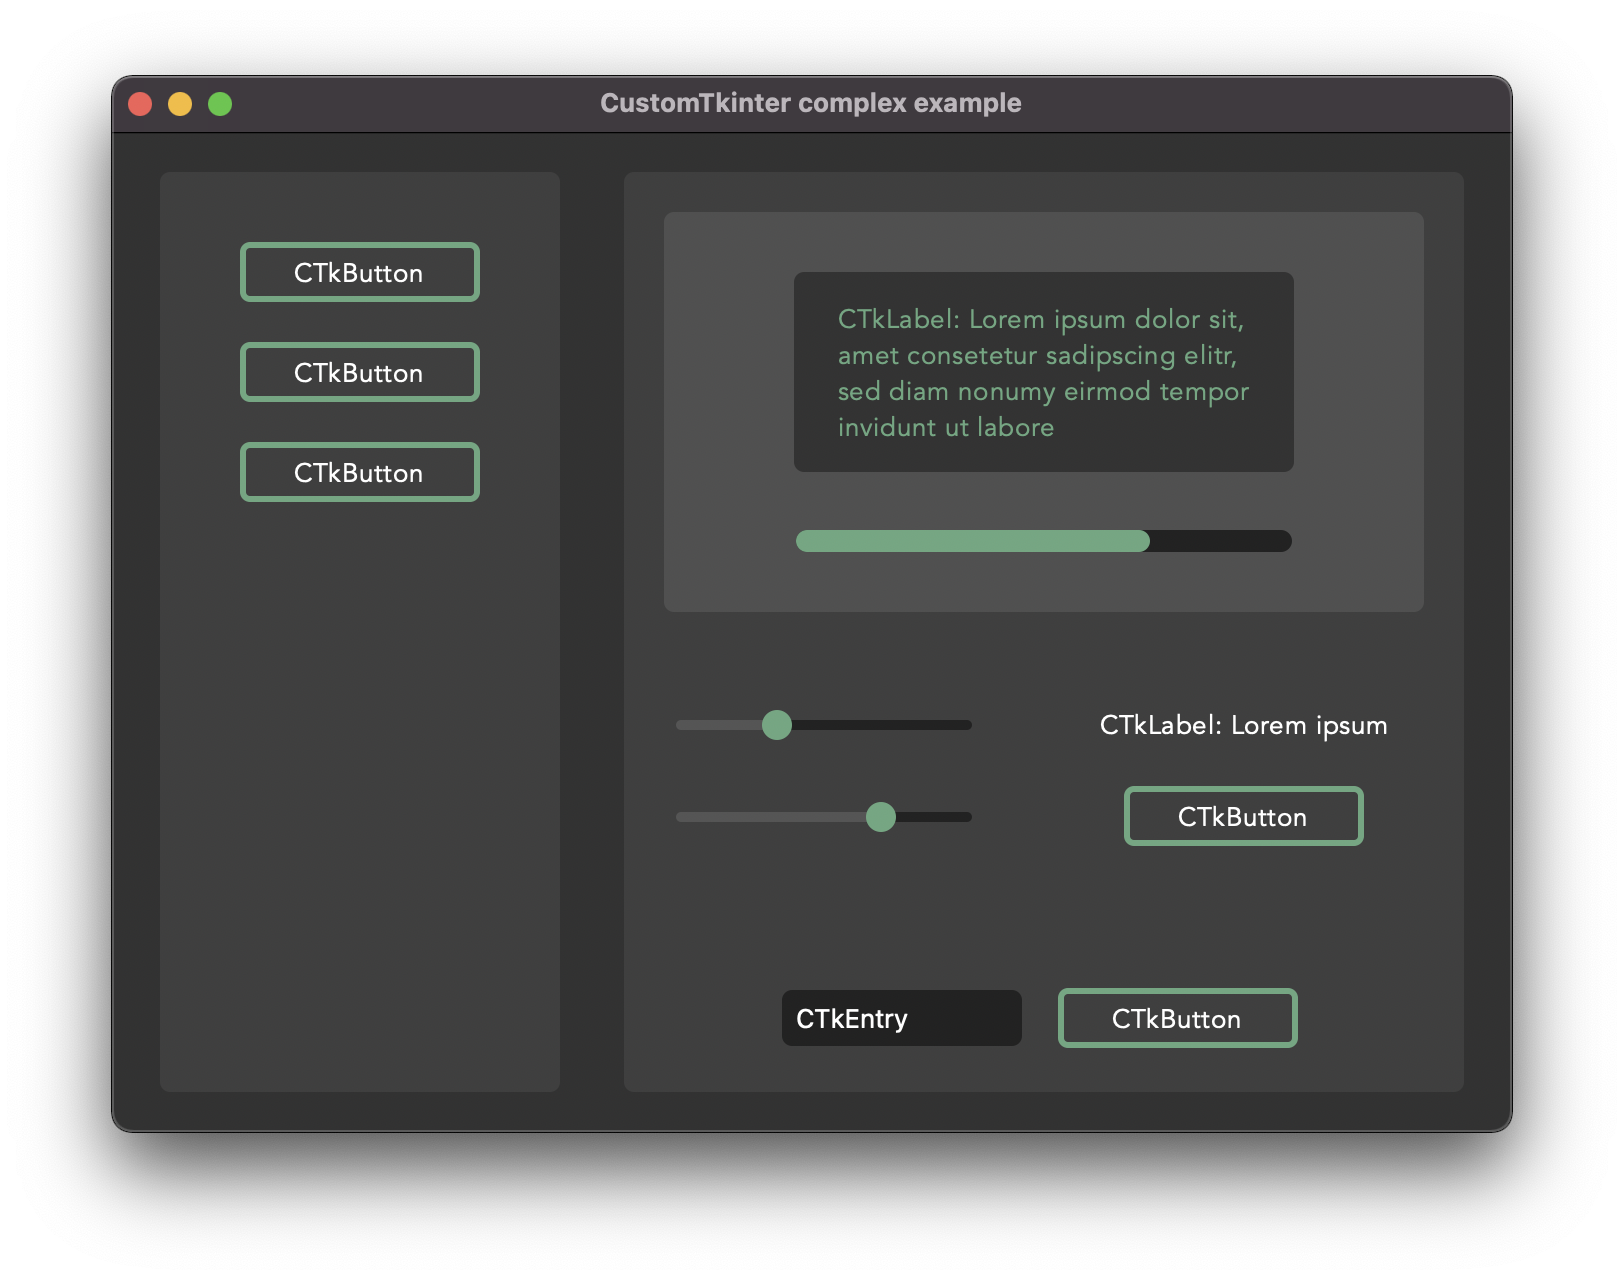 CustomTkinter complex example
CTkButton
CTkButton
CTkButton
CTkLabel: Lorem ipsum dolor sit,
amet consetetur sadipscing elitr,
sed diam nonumy eirmod tempor
invidunt ut labore
CTkLabel: Lorem ipsum
CTkButton
CTkEntry
CTkButton